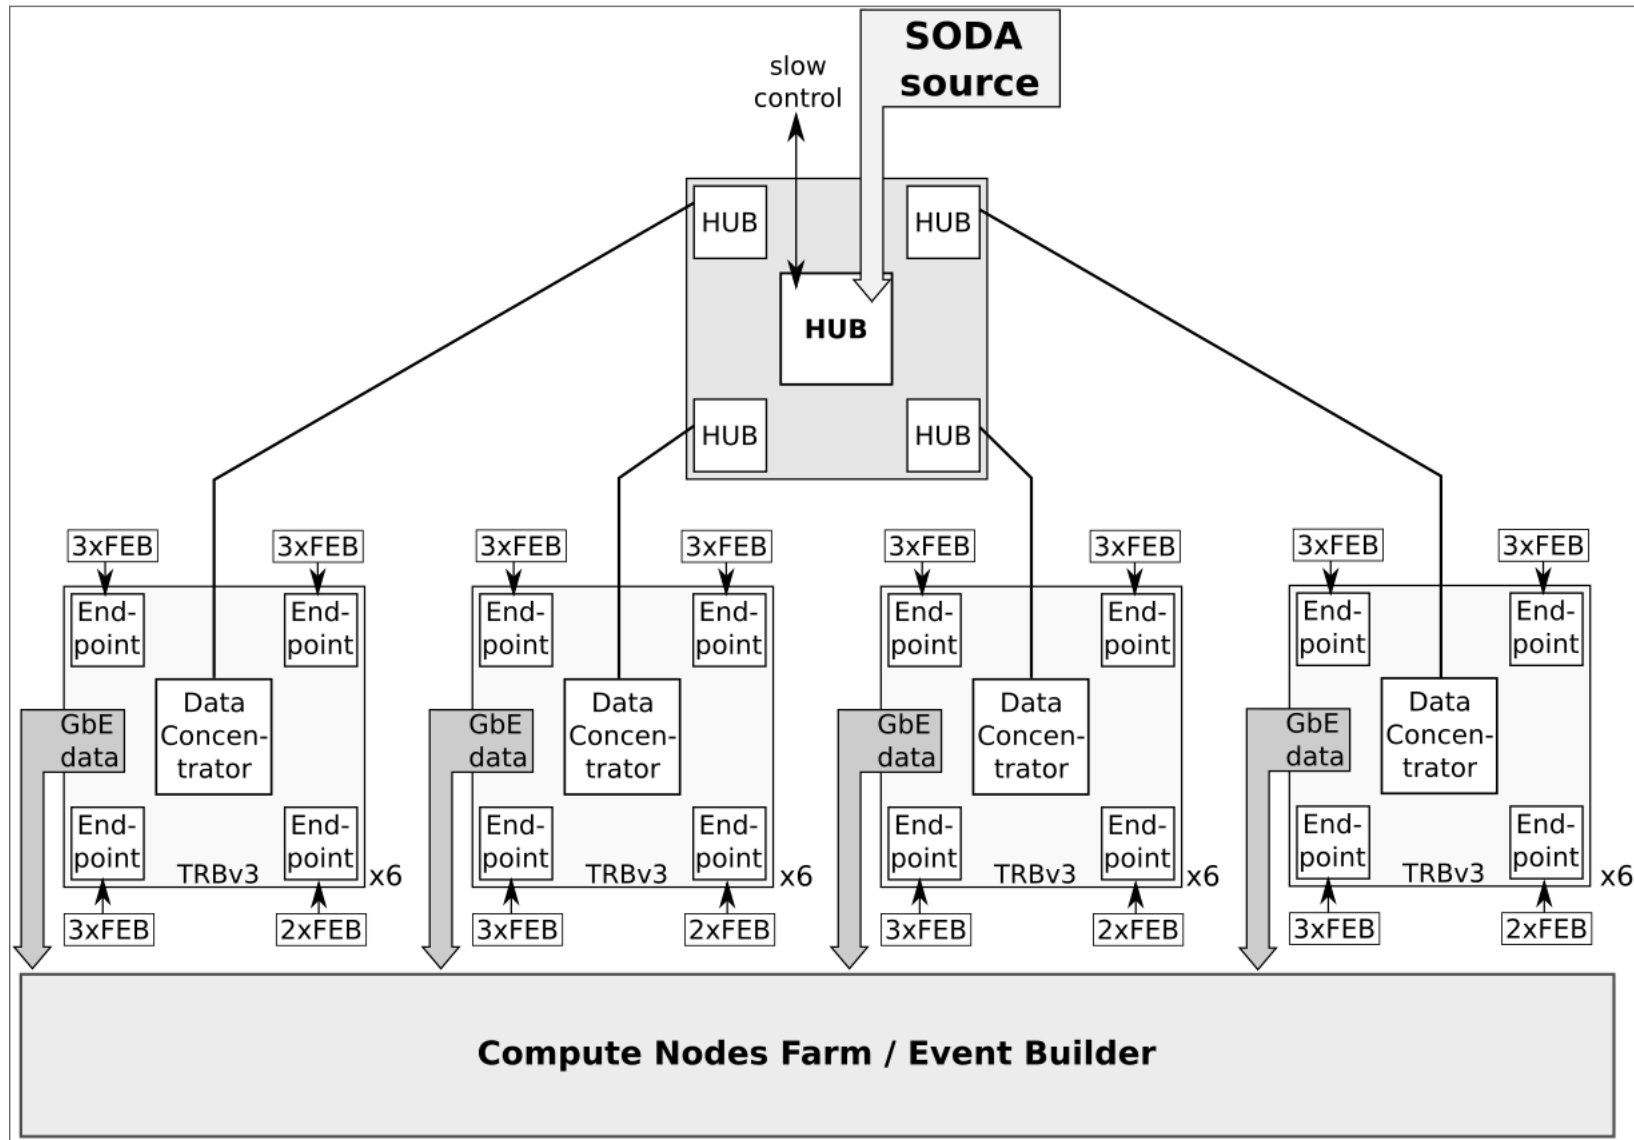 SODA
source
slow
control
HUB
HUB
HUB
HUB
HUB
3xFEB
3xFEB
3xFEB
3xFEB
3xFEB
3xFEB
3xFEB
3xFEB
End-
point
End-
point
Data
Concen-
trator
GbE
data
End-
point
End-
point
TRBv3
x6
3xFEB
2xFEB
End-
point
End-
point
Data
Concen-
trator
GbE
data
End-
point
End-
point
TRBv3
x6
3xFEB
2xFEB
End-
point
End-
point
Data
Concen-
trator
GbE
data
End-
point
End-
point
TRBv3
x6
3xFEB
2xFEB
End-
point
End-
point
Data
Concen-
trator
GbE
data
End-
point
End-
point
TRBv3
x6
3xFEB
2xFEB
Compute Nodes Farm / Event Builder